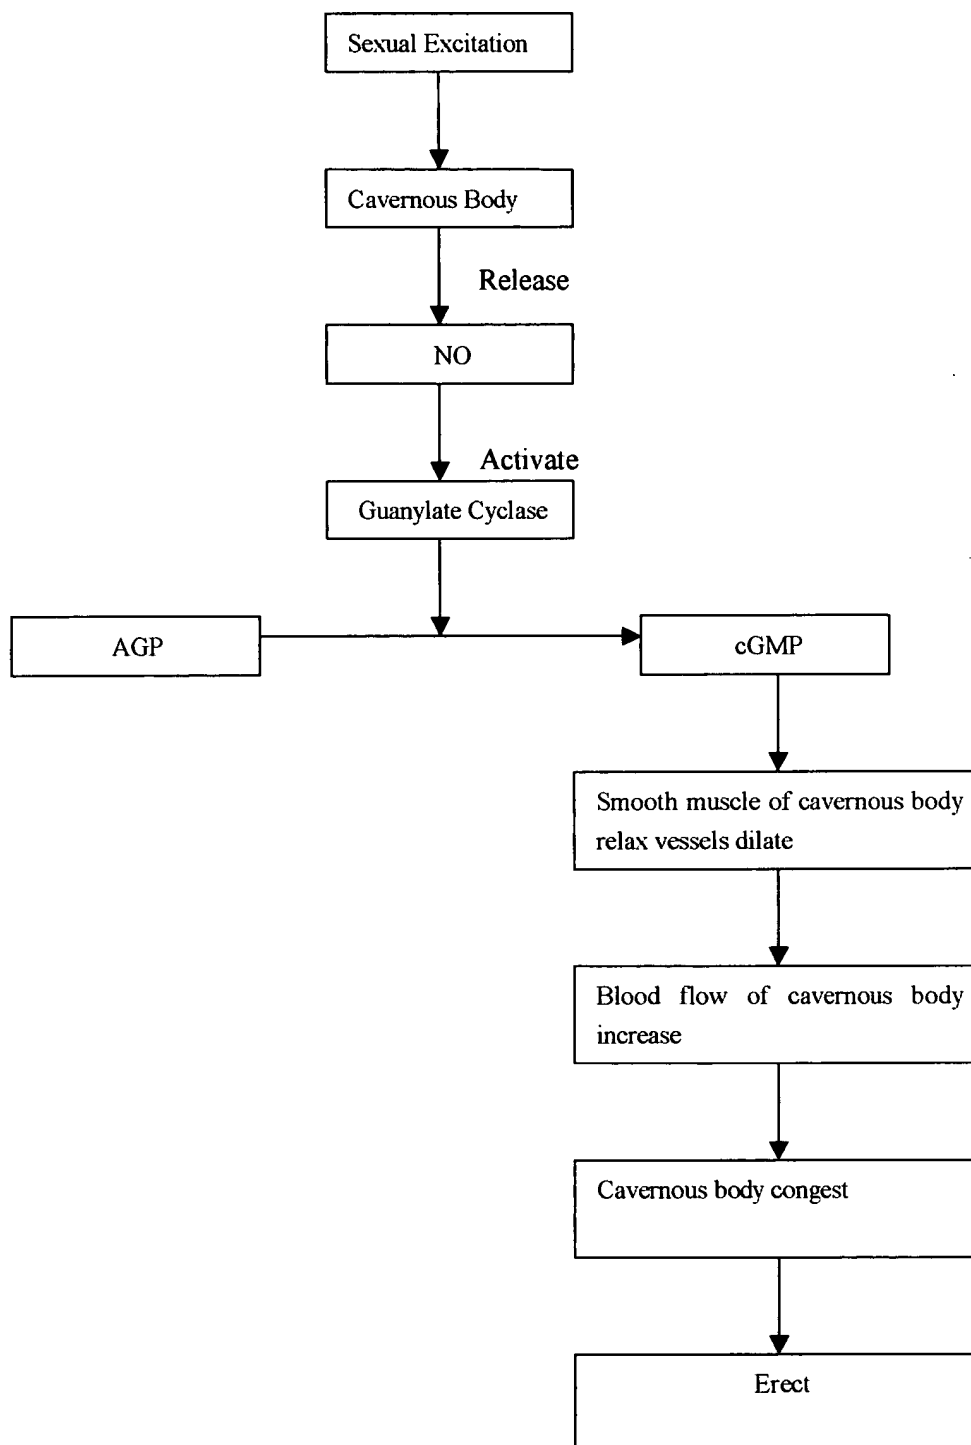 Sexual Excitation
Cavernous Body
Release
NO
Activate
Guanylate Cyclase
AGP
cGMP
Smooth muscle of cavernous body
relax vessels dilate
Blood flow of cavernous body
increase
Cavernous body congest
Erect